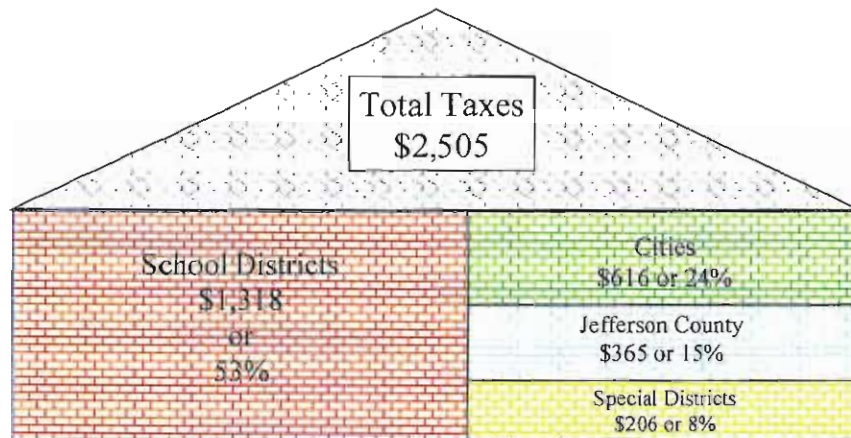 Total Taxes
$2,505
School Districts
$1,318
or
53%
Cities
$616 or 24%
Jefferson County
$365 or 15%
Special Districts
$206 or 8%